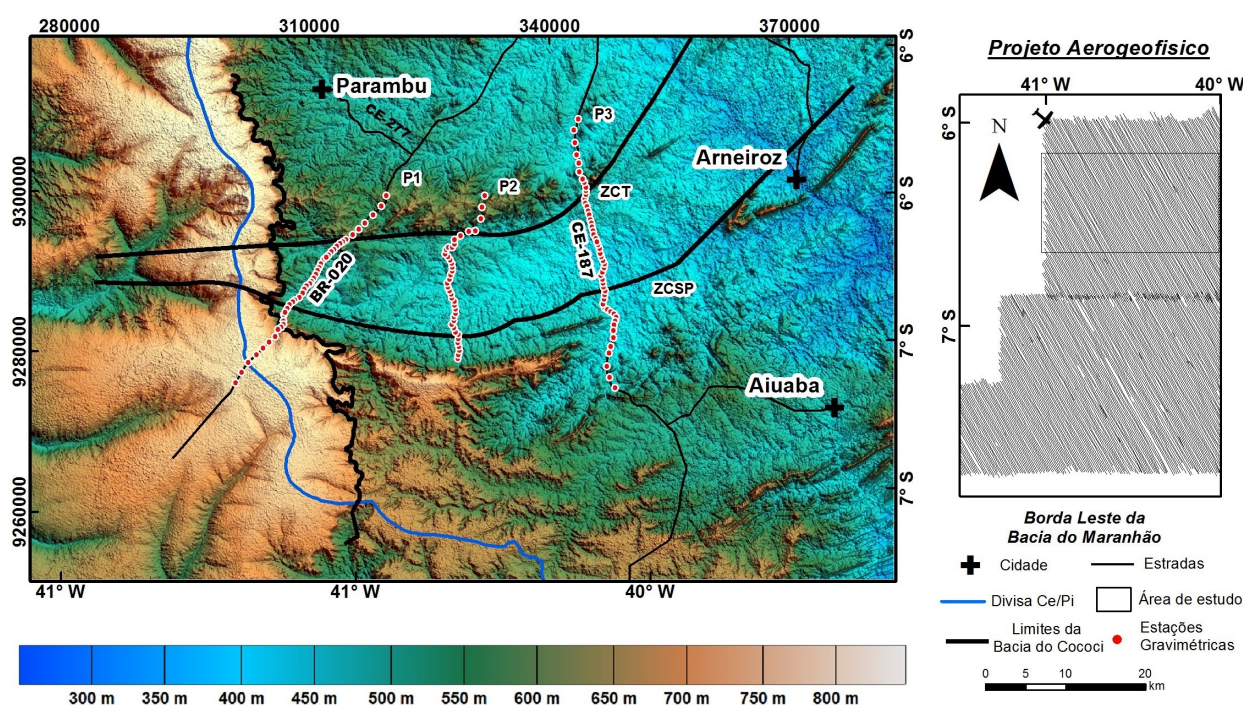 280000
310000
340000
370000
6° S
Parambu
CE-277
P3
Arneiroz
P1
P2
ZCT
9300000
6° S
BR-020
CE-187
ZCSP
9280000
7° S
Aiuaba
9260000
7° S
41° W
41° W
40° W
300 m
350 m
400 m
450 m
500 m
550 m
600 m
650 m
700 m
750 m
800 m
Projeto Aerogeofisico
41° W
40° W
6° S
N
7° S
Borda Leste da
Bacia do Maranhão
Cidade
Estradas
Divisa Ce/Pi
Área de estudo
Limites da
Bacia do Cococi
Estações
Gravimétricas
0 5 10 20
km